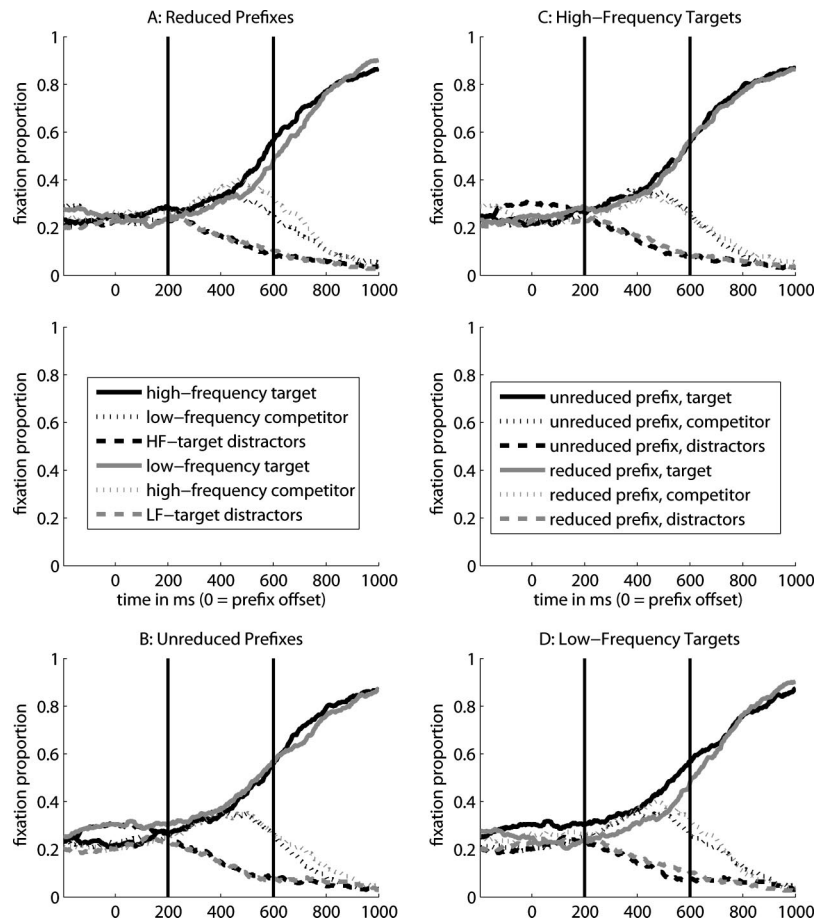 A: Reduced Prefixes
fixation proportion
1
0.8
0.6
0.4
0.2
0
0 200 400 600 800 1000
C: High−Frequency Targets
fixation proportion
1
0.8
0.6
0.4
0.2
0
0 200 400 600 800 1000
fixation proportion
1
0.8
0.6
0.4
0.2
0
high−frequency target
low−frequency competitor
HF−target distractors
low−frequency target
high−frequency competitor
LF−target distractors
0 200 400 600 800 1000
time in ms (0 = prefix offset)
fixation proportion
1
0.8
0.6
0.4
0.2
0
unreduced prefix, target
unreduced prefix, competitor
unreduced prefix, distractors
reduced prefix, target
reduced prefix, competitor
reduced prefix, distractors
0 200 400 600 800 1000
time in ms (0 = prefix offset)
B: Unreduced Prefixes
fixation proportion
1
0.8
0.6
0.4
0.2
0
0 200 400 600 800 1000
D: Low−Frequency Targets
fixation proportion
1
0.8
0.6
0.4
0.2
0
0 200 400 600 800 1000